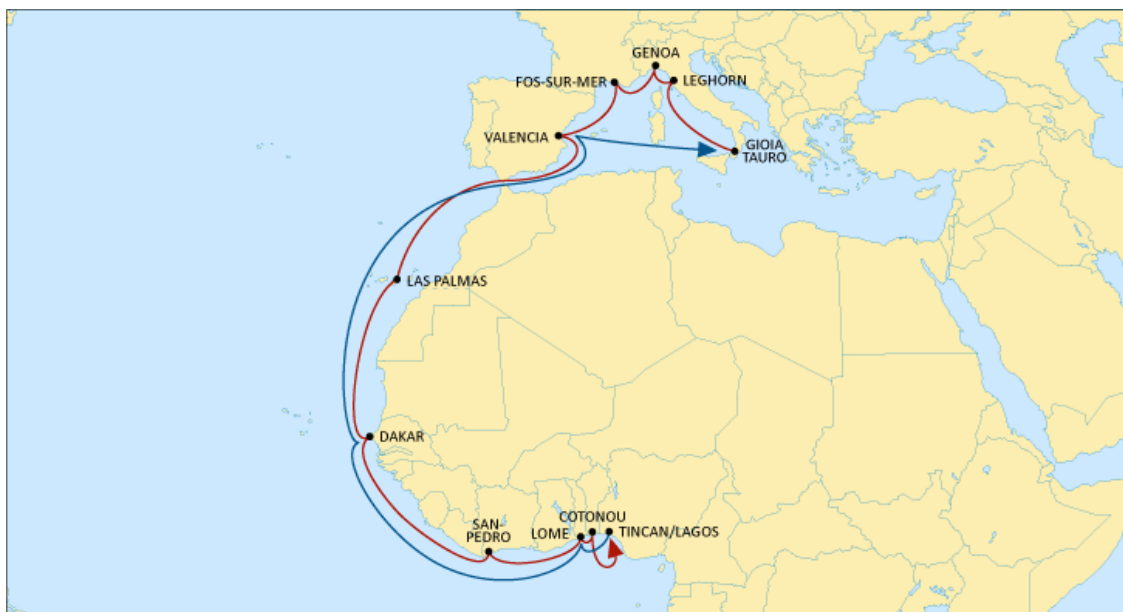 GENOA
FOS-SUR-MER
LEGHORN
VALENCIA
GIOIA
TAURO
LAS PALMAS
DAKAR
SAN-
PEDRO
LOME
COTONOU
TINCAN/LAGOS